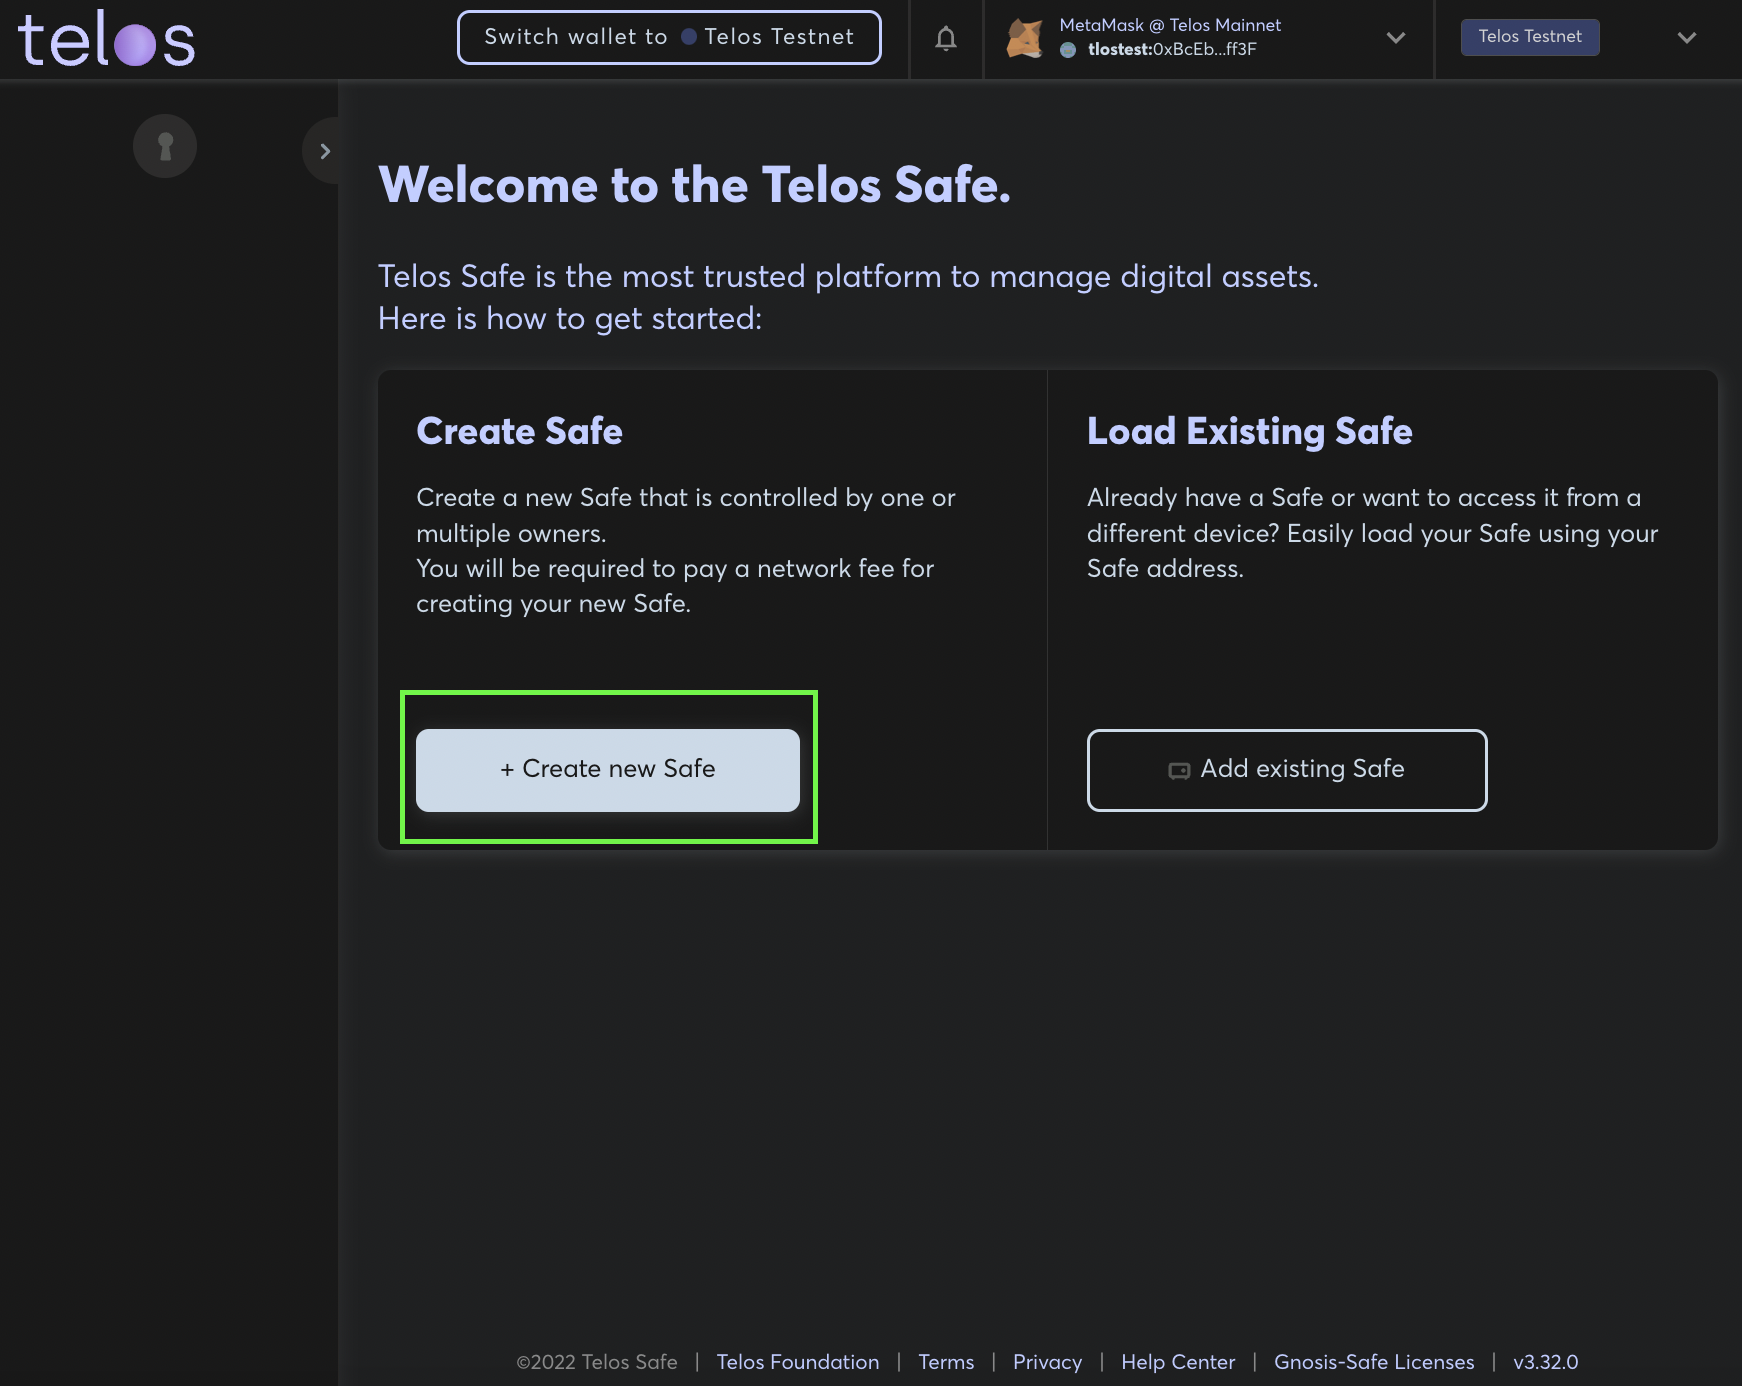 telos
Switch wallet to Telos Testnet
MetaMask @ Telos Mainnet
tlostest:0xBcEb...ff3F
Telos Testnet
Welcome to the Telos Safe.
Telos Safe is the most trusted platform to manage digital assets.
Here is how to get started:
Create Safe
Create a new Safe that is controlled by one or
multiple owners.
You will be required to pay a network fee for
creating your new Safe.
+ Create new Safe
Load Existing Safe
Already have a Safe or want to access it from a
different device? Easily load your Safe using your
Safe address.
Add existing Safe
©2022 Telos Safe | Telos Foundation | Terms | Privacy | Help Center | Gnosis-Safe Licenses | v3.32.0